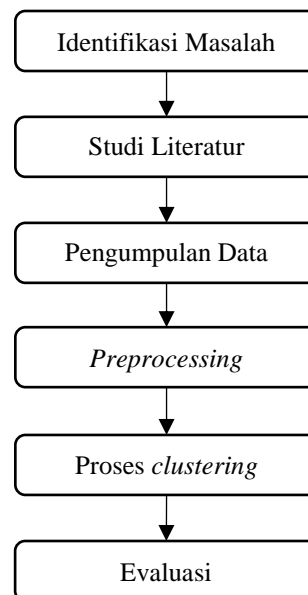 Identifikasi Masalah
Studi Literatur
Pengumpulan Data
Preprocessing
Proses clustering
Evaluasi